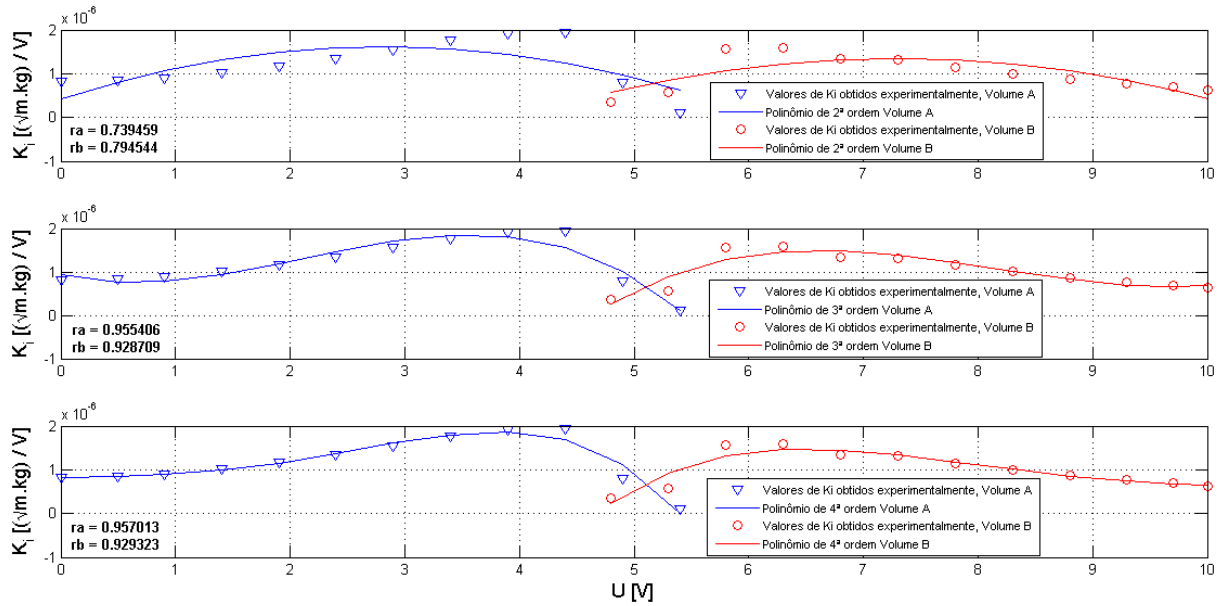 x 10⁻⁶
2
1
0
-1
K_i [(√m.kg) / V]
ra = 0.739459
rb = 0.794544
Valores de Ki obtidos experimentalmente, Volume A
Polinômio de 2ª ordem Volume A
Valores de Ki obtidos experimentalmente, Volume B
Polinômio de 2ª ordem Volume B
0 1 2 3 4 5 6 7 8 9 10
x 10⁻⁶
2
1
0
-1
K_i [(√m.kg) / V]
ra = 0.955406
rb = 0.928709
Valores de Ki obtidos experimentalmente, Volume A
Polinômio de 3ª ordem Volume A
Valores de Ki obtidos experimentalmente, Volume B
Polinômio de 3ª ordem Volume B
0 1 2 3 4 5 6 7 8 9 10
x 10⁻⁶
2
1
0
-1
K_i [(√m.kg) / V]
ra = 0.957013
rb = 0.929323
Valores de Ki obtidos experimentalmente, Volume A
Polinômio de 4ª ordem Volume A
Valores de Ki obtidos experimentalmente, Volume B
Polinômio de 4ª ordem Volume B
0 1 2 3 4 5 6 7 8 9 10
U [V]